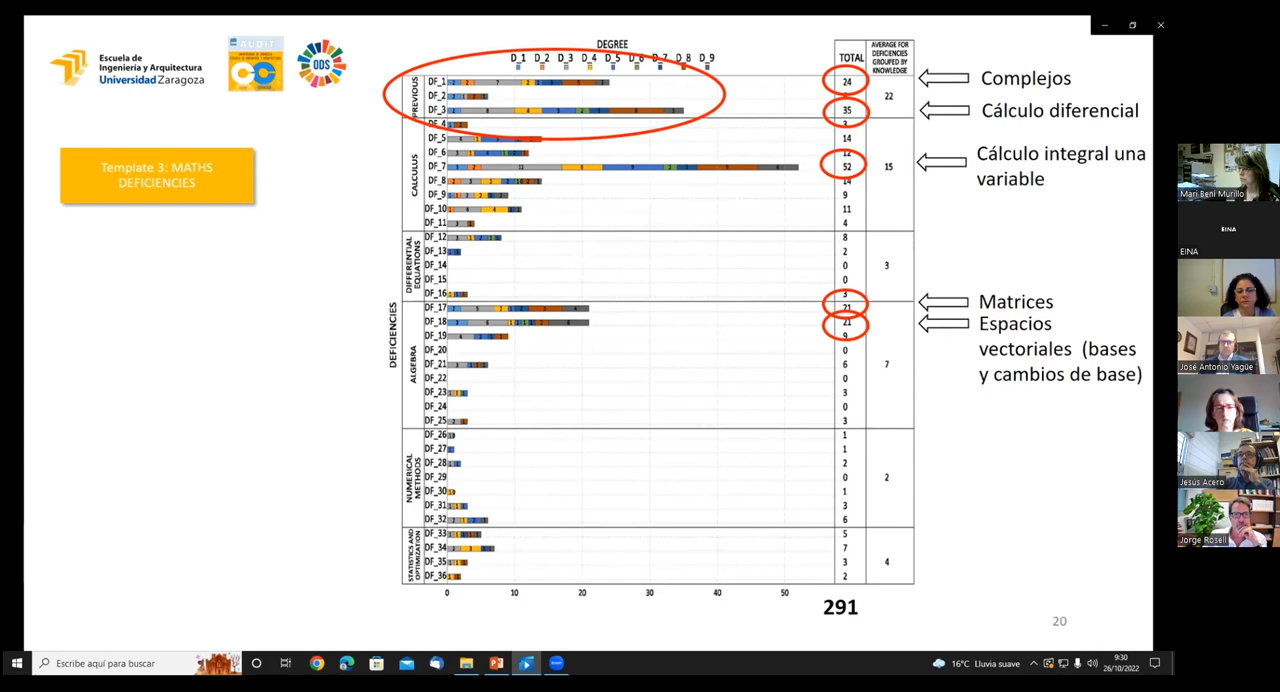 Escuela de
Ingeniería y Arquitectura
Universidad Zaragoza
AUDIT
ODS
Template 3: MATHS
DEFICIENCIES
DEGREE
D_1 D_2 D_3 D_4 D_5 D_6 D_7 D_8 D_9
TOTAL
AVERAGE FOR
DEFICIENCIES
GROUPED BY
KNOWLEDGE
DEFICIENCIES
PREVIOUS
DF_1 24
DF_2
DF_3 35
22
CALCULUS
DF_4 3
DF_5 14
DF_6 12
DF_7 52
DF_8 14
DF_9 9
DF_10 11
DF_11 4
15
DIFFERENTIAL
EQUATIONS
DF_12 8
DF_13 2
DF_14 0
DF_15 0
DF_16 3
3
ALGEBRA
DF_17 21
DF_18 21
DF_19 9
DF_20 0
DF_21 6
DF_22 0
DF_23 3
DF_24 0
DF_25 3
7
NUMERICAL
METHODS
DF_26 1
DF_27 1
DF_28 2
DF_29 0
DF_30 1
DF_31 3
DF_32 6
2
STATISTICS AND
OPTIMIZATION
DF_33 5
DF_34 7
DF_35 3
DF_36 2
4
0 10 20 30 40 50
291
Complejos
Cálculo diferencial
Cálculo integral una
variable
Matrices
Espacios
vectoriales (bases
y cambios de base)
20
Mari Beni Murillo
EINA
EINA
José Antonio Yagüe
Jesús Acero
Jorge Rosell
Escribe aquí para buscar
16°C Lluvia suave
9:30
26/10/2022